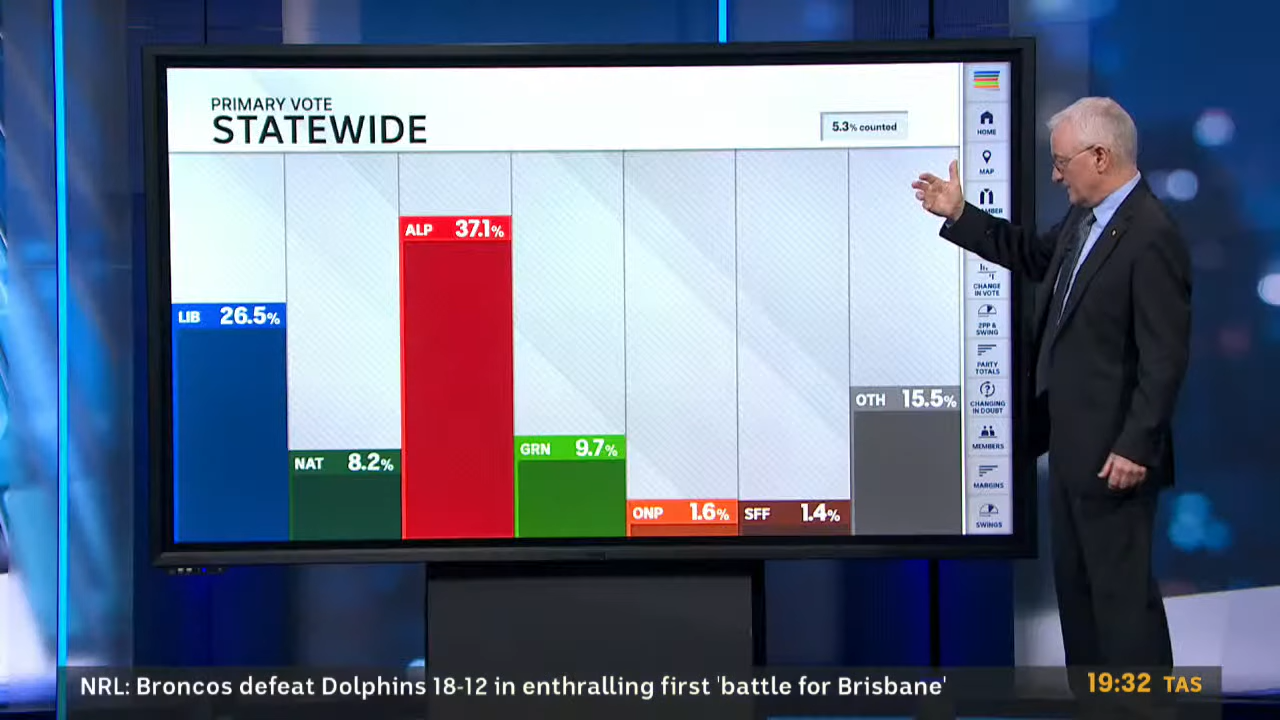 PRIMARY VOTE
STATEWIDE
5.3% counted
LIB 26.5%
NAT 8.2%
ALP 37.1%
GRN 9.7%
ONP 1.6%
SFF 1.4%
OTH 15.5%
HOME
MAP
CHANGE
IN VOTE
2PP &
SWING
PARTY
TOTALS
CHANGING
IN DOUBT
MEMBERS
MARGINS
SWINGS
NRL: Broncos defeat Dolphins 18-12 in enthralling first 'battle for Brisbane'
19:32 TAS